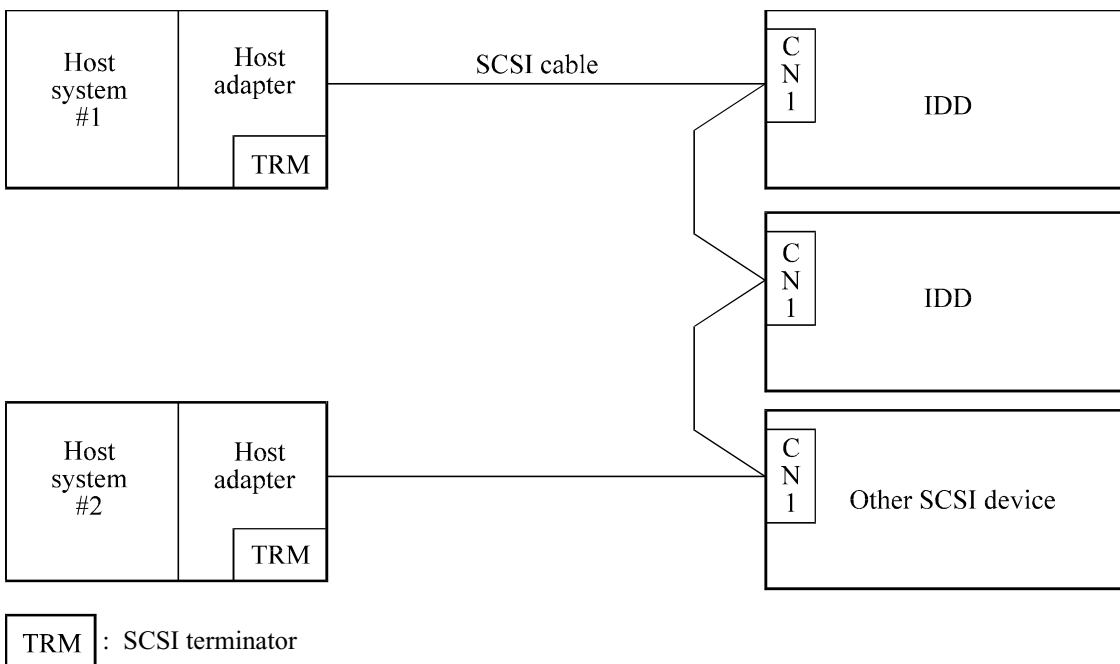 Host
system
#1
Host
adapter
TRM
SCSI cable
C
N
1
IDD
C
N
1
IDD
Host
system
#2
Host
adapter
TRM
C
N
1
Other SCSI device
TRM : SCSI terminator